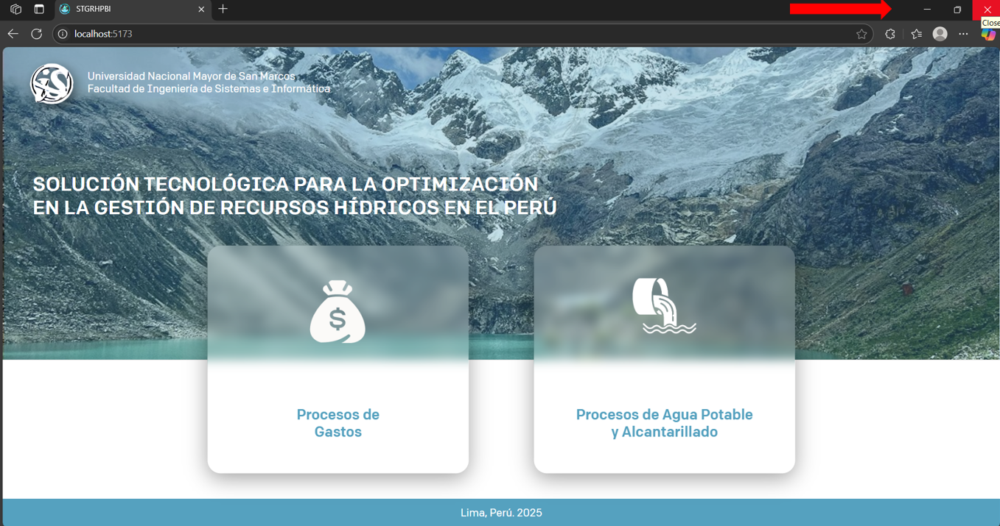 STGRHPBI
Close
localhost:5173
Universidad Nacional Mayor de San Marcos
Facultad de Ingeniería de Sistemas e Informática
SOLUCIÓN TECNOLÓGICA PARA LA OPTIMIZACIÓN
EN LA GESTIÓN DE RECURSOS HÍDRICOS EN EL PERÚ
$
Procesos de
Gastos
Procesos de Agua Potable
y Alcantarillado
Lima, Perú. 2025